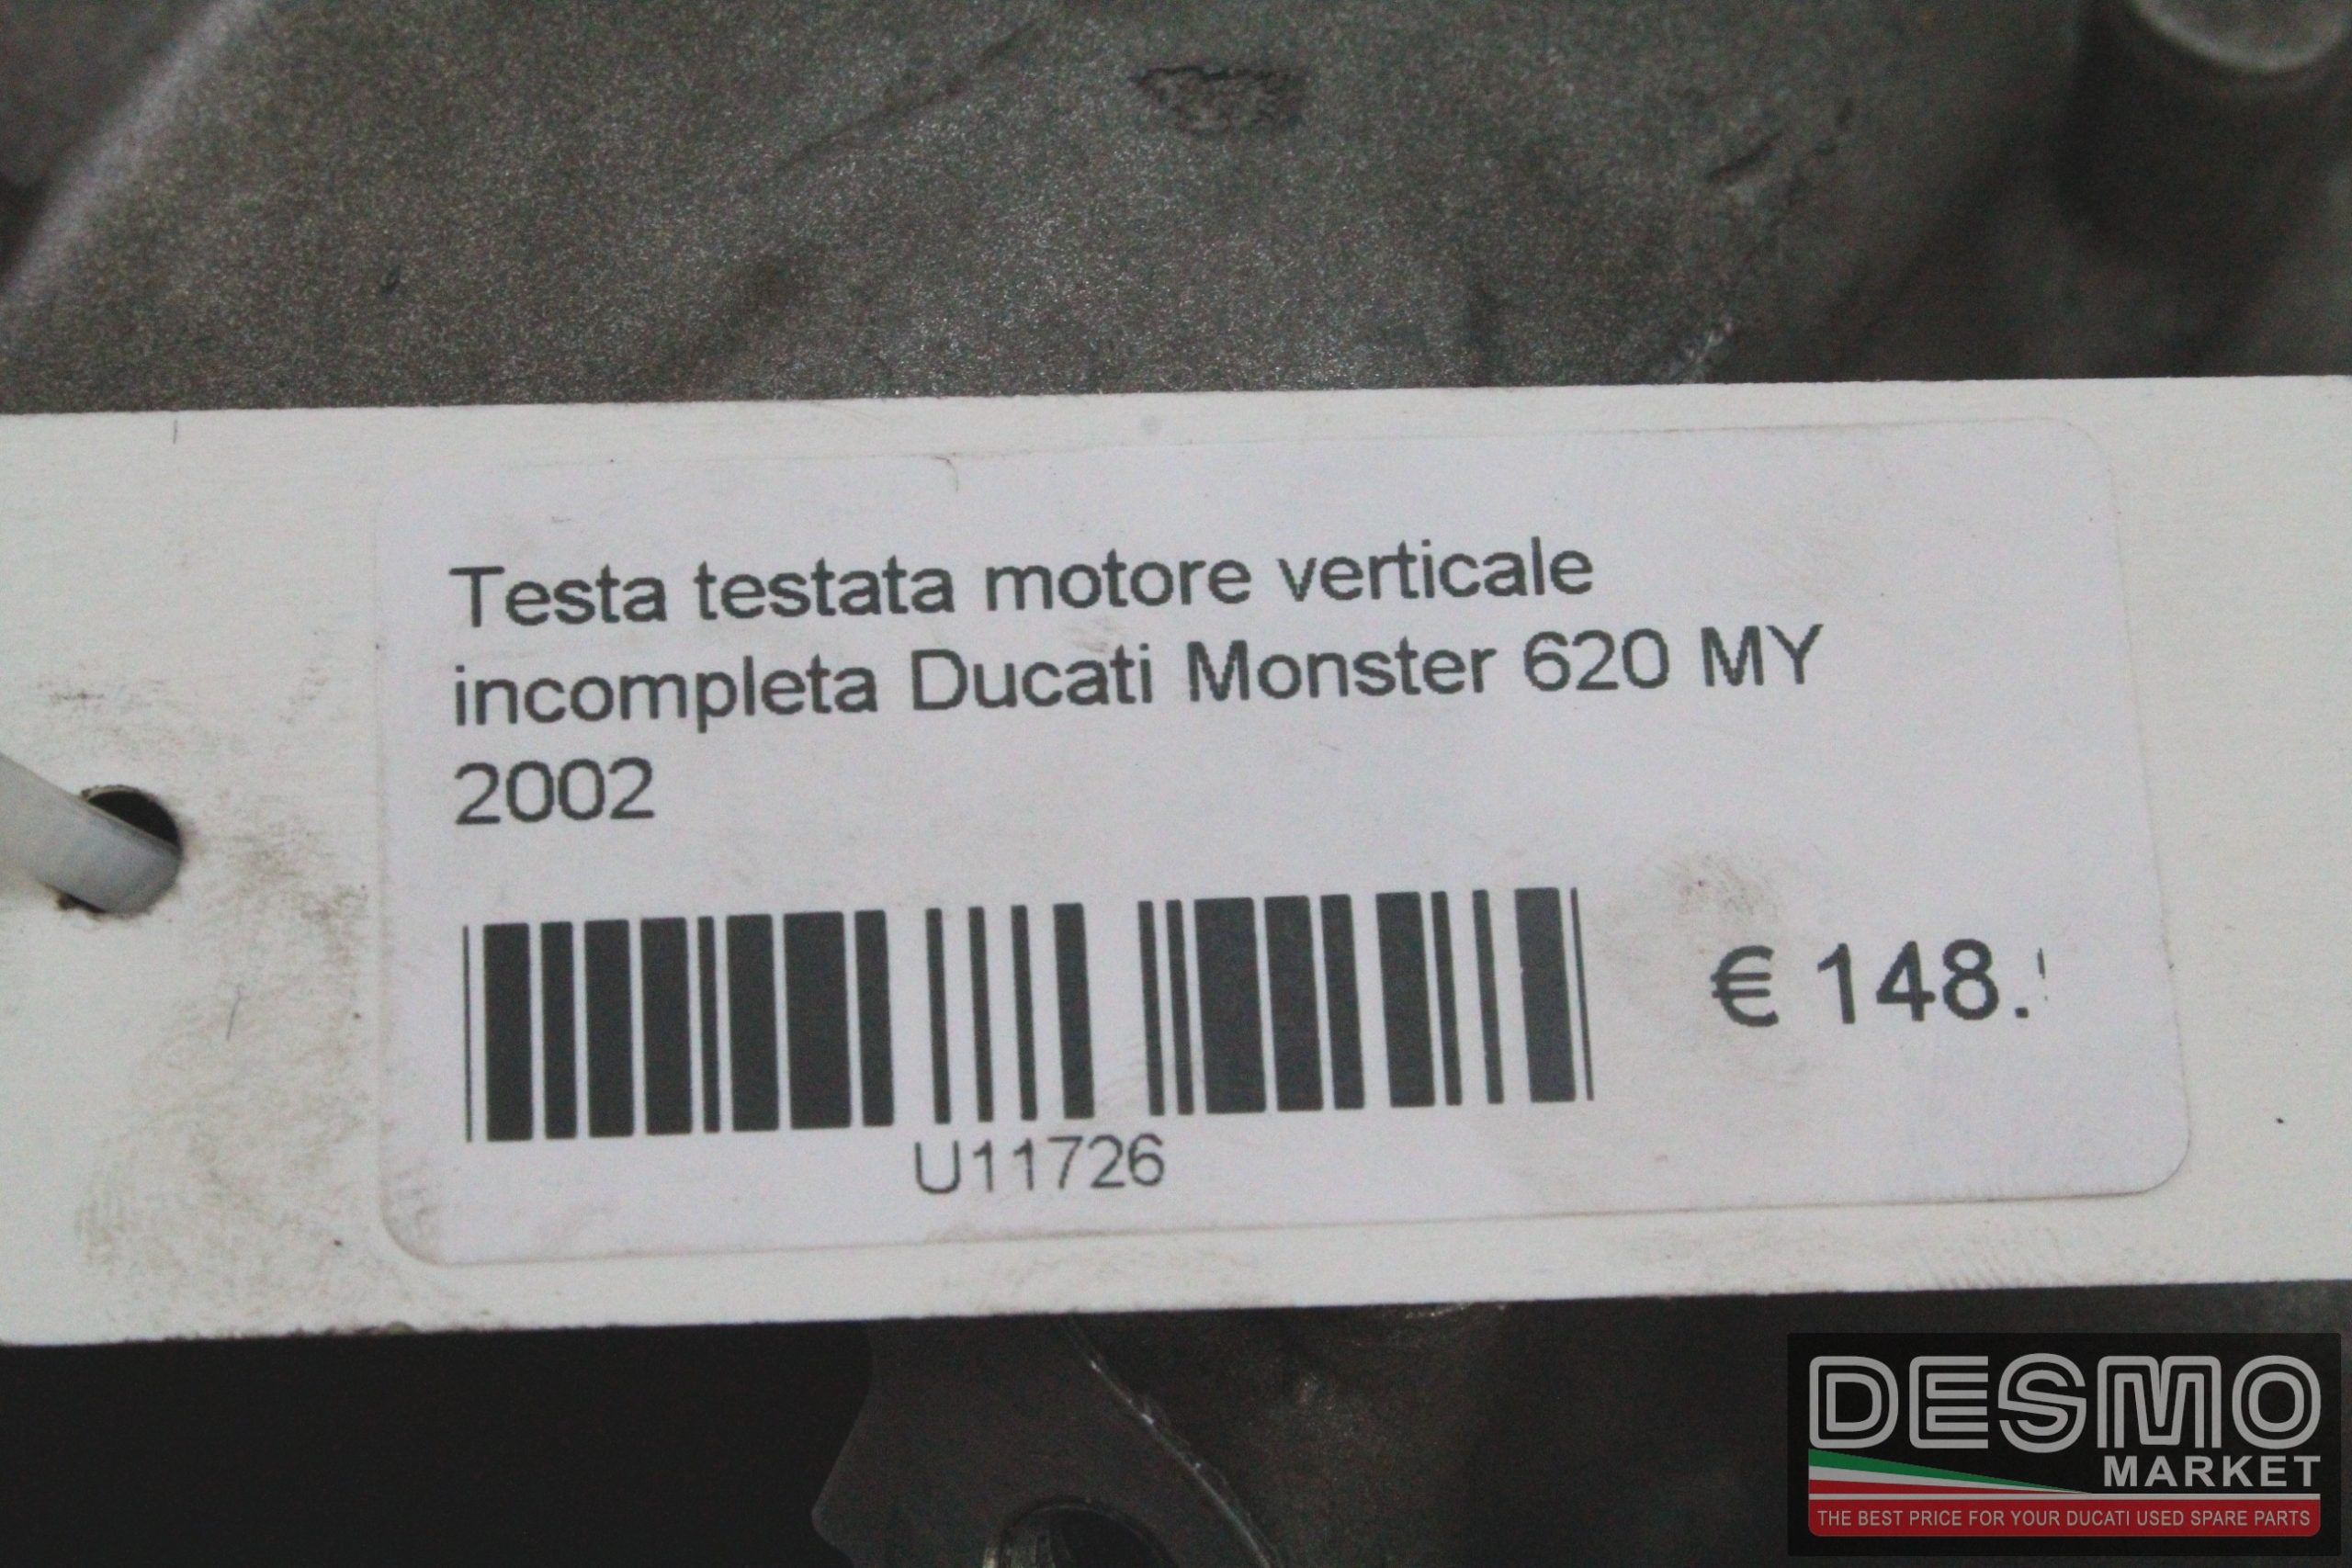 Testa testata motore verticale
incompleta Ducati Monster 620 MY
2002
€ 148.
U11726
DESMO
MARKET
THE BEST PRICE FOR YOUR DUCATI USED SPARE PARTS